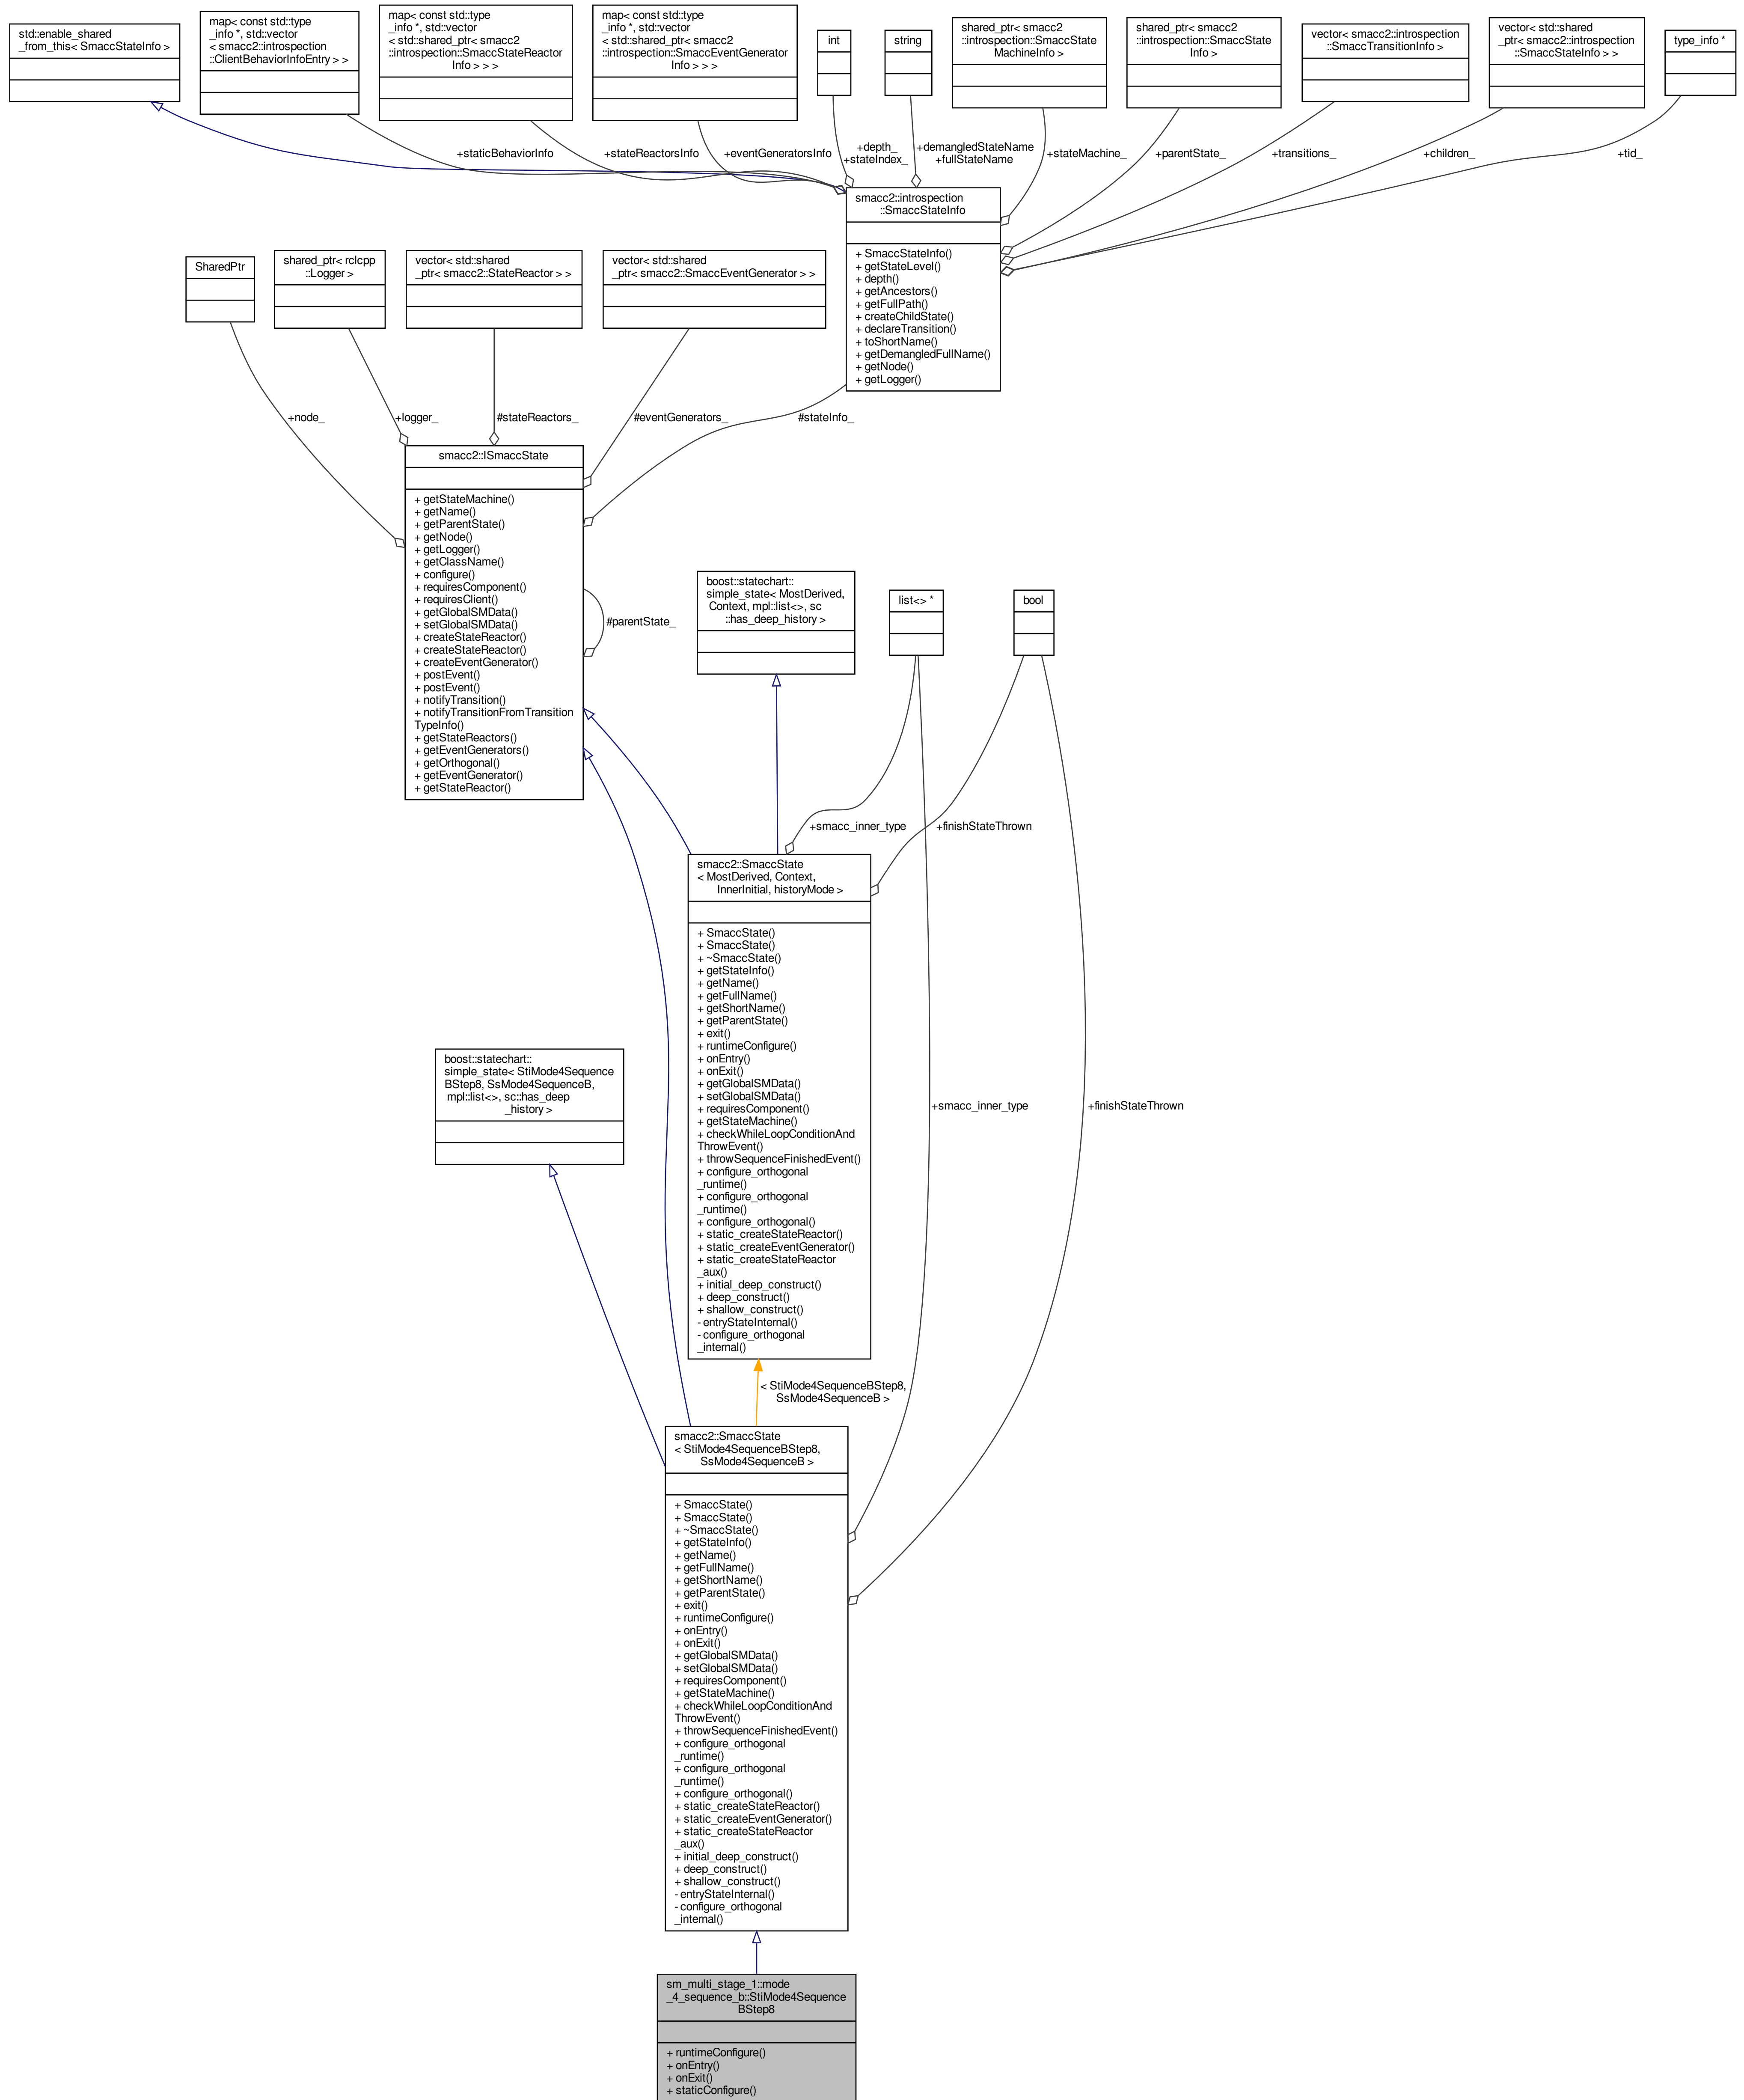 std::enable_shared
_from_this< SmaccStateInfo >
map< const std::type
_info *, std::vector
< smacc2::introspection
::ClientBehaviorInfoEntry > >
map< const std::type
_info *, std::vector
< std::shared_ptr< smacc2
::introspection::SmaccStateReactor
Info > > >
map< const std::type
_info *, std::vector
< std::shared_ptr< smacc2
::introspection::SmaccEventGenerator
Info > > >
int
string
shared_ptr< smacc2
::introspection::SmaccState
MachineInfo >
shared_ptr< smacc2
::introspection::SmaccState
Info >
vector< smacc2::introspection
::SmaccTransitionInfo >
vector< std::shared
_ptr< smacc2::introspection
::SmaccStateInfo > >
type_info *
+staticBehaviorInfo
+stateReactorsInfo
+eventGeneratorsInfo
+depth_
+stateIndex_
+demangledStateName
+fullStateName
+stateMachine_
+parentState_
+transitions_
+children_
+tid_
smacc2::introspection
::SmaccStateInfo
+ SmaccStateInfo()
+ getStateLevel()
+ depth()
+ getAncestors()
+ getFullPath()
+ createChildState()
+ declareTransition()
+ toShortName()
+ getDemangledFullName()
+ getNode()
+ getLogger()
SharedPtr
shared_ptr< rclcpp
::Logger >
vector< std::shared
_ptr< smacc2::StateReactor > >
vector< std::shared
_ptr< smacc2::SmaccEventGenerator > >
+node_
+logger_
#stateReactors_
#eventGenerators_
#stateInfo_
smacc2::ISmaccState
+ getStateMachine()
+ getName()
+ getParentState()
+ getNode()
+ getLogger()
+ getClassName()
+ configure()
+ requiresComponent()
+ requiresClient()
+ getGlobalSMData()
+ setGlobalSMData()
+ createStateReactor()
+ createStateReactor()
+ createEventGenerator()
+ postEvent()
+ postEvent()
+ notifyTransition()
+ notifyTransitionFromTransition
TypeInfo()
+ getStateReactors()
+ getEventGenerators()
+ getOrthogonal()
+ getEventGenerator()
+ getStateReactor()
#parentState_
boost::statechart::
simple_state< MostDerived,
Context, mpl::list<>, sc
::has_deep_history >
list<> *
bool
+smacc_inner_type
+finishStateThrown
smacc2::SmaccState
< MostDerived, Context,
InnerInitial, historyMode >
+ SmaccState()
+ SmaccState()
+ ~SmaccState()
+ getStateInfo()
+ getName()
+ getFullName()
+ getShortName()
+ getParentState()
+ exit()
+ runtimeConfigure()
+ onEntry()
+ onExit()
+ getGlobalSMData()
+ setGlobalSMData()
+ requiresComponent()
+ getStateMachine()
+ checkWhileLoopConditionAnd
ThrowEvent()
+ throwSequenceFinishedEvent()
+ configure_orthogonal
_runtime()
+ configure_orthogonal
_runtime()
+ configure_orthogonal()
+ static_createStateReactor()
+ static_createEventGenerator()
+ static_createStateReactor
_aux()
+ initial_deep_construct()
+ deep_construct()
+ shallow_construct()
- entryStateInternal()
- configure_orthogonal
_internal()
boost::statechart::
simple_state< StiMode4Sequence
BStep8, SsMode4SequenceB,
mpl::list<>, sc::has_deep
_history >
+smacc_inner_type
+finishStateThrown
< StiMode4SequenceBStep8,
SsMode4SequenceB >
smacc2::SmaccState
< StiMode4SequenceBStep8,
SsMode4SequenceB >
+ SmaccState()
+ SmaccState()
+ ~SmaccState()
+ getStateInfo()
+ getName()
+ getFullName()
+ getShortName()
+ getParentState()
+ exit()
+ runtimeConfigure()
+ onEntry()
+ onExit()
+ getGlobalSMData()
+ setGlobalSMData()
+ requiresComponent()
+ getStateMachine()
+ checkWhileLoopConditionAnd
ThrowEvent()
+ throwSequenceFinishedEvent()
+ configure_orthogonal
_runtime()
+ configure_orthogonal
_runtime()
+ configure_orthogonal()
+ static_createStateReactor()
+ static_createEventGenerator()
+ static_createStateReactor
_aux()
+ initial_deep_construct()
+ deep_construct()
+ shallow_construct()
- entryStateInternal()
- configure_orthogonal
_internal()
sm_multi_stage_1::mode
_4_sequence_b::StiMode4Sequence
BStep8
+ runtimeConfigure()
+ onEntry()
+ onExit()
+ staticConfigure()